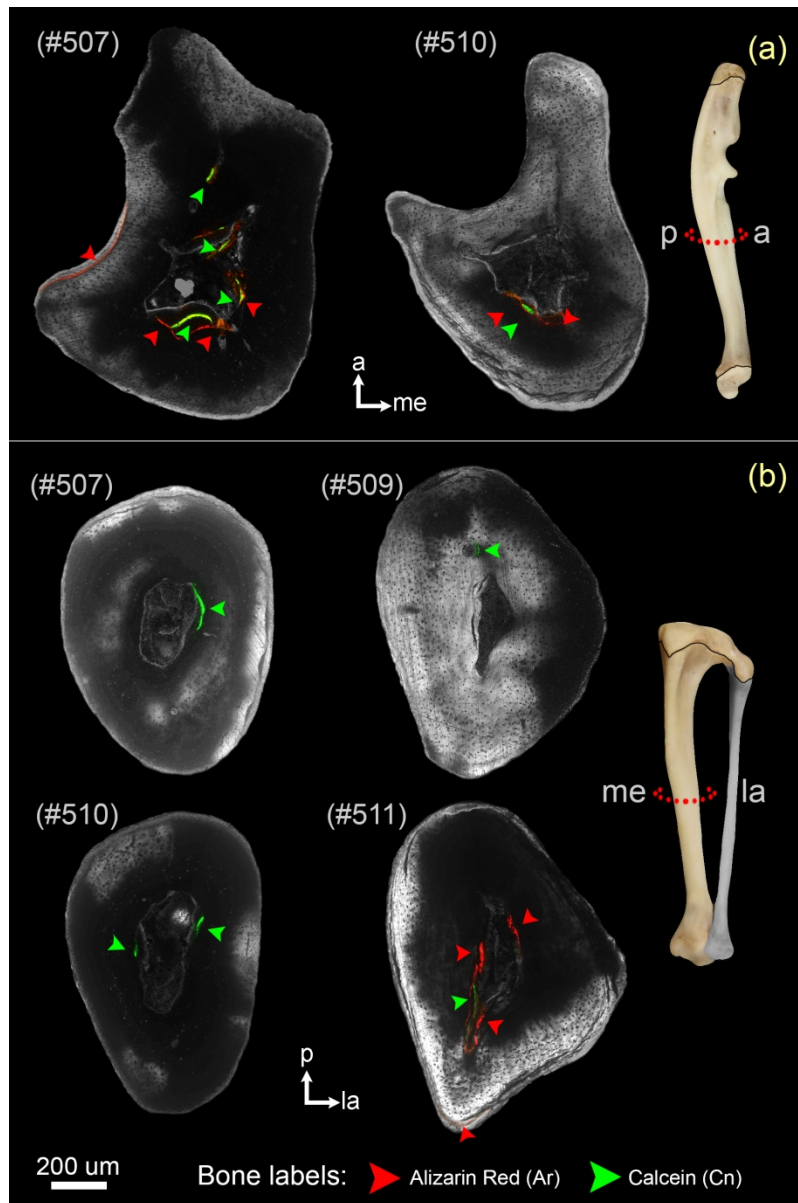 (#507)
(#510)
(a)
p
a
a
me
(#507)
(#509)
(b)
me
la
(#510)
(#511)
p
la
200 um
Bone labels:
Alizarin Red (Ar)
Calcein (Cn)